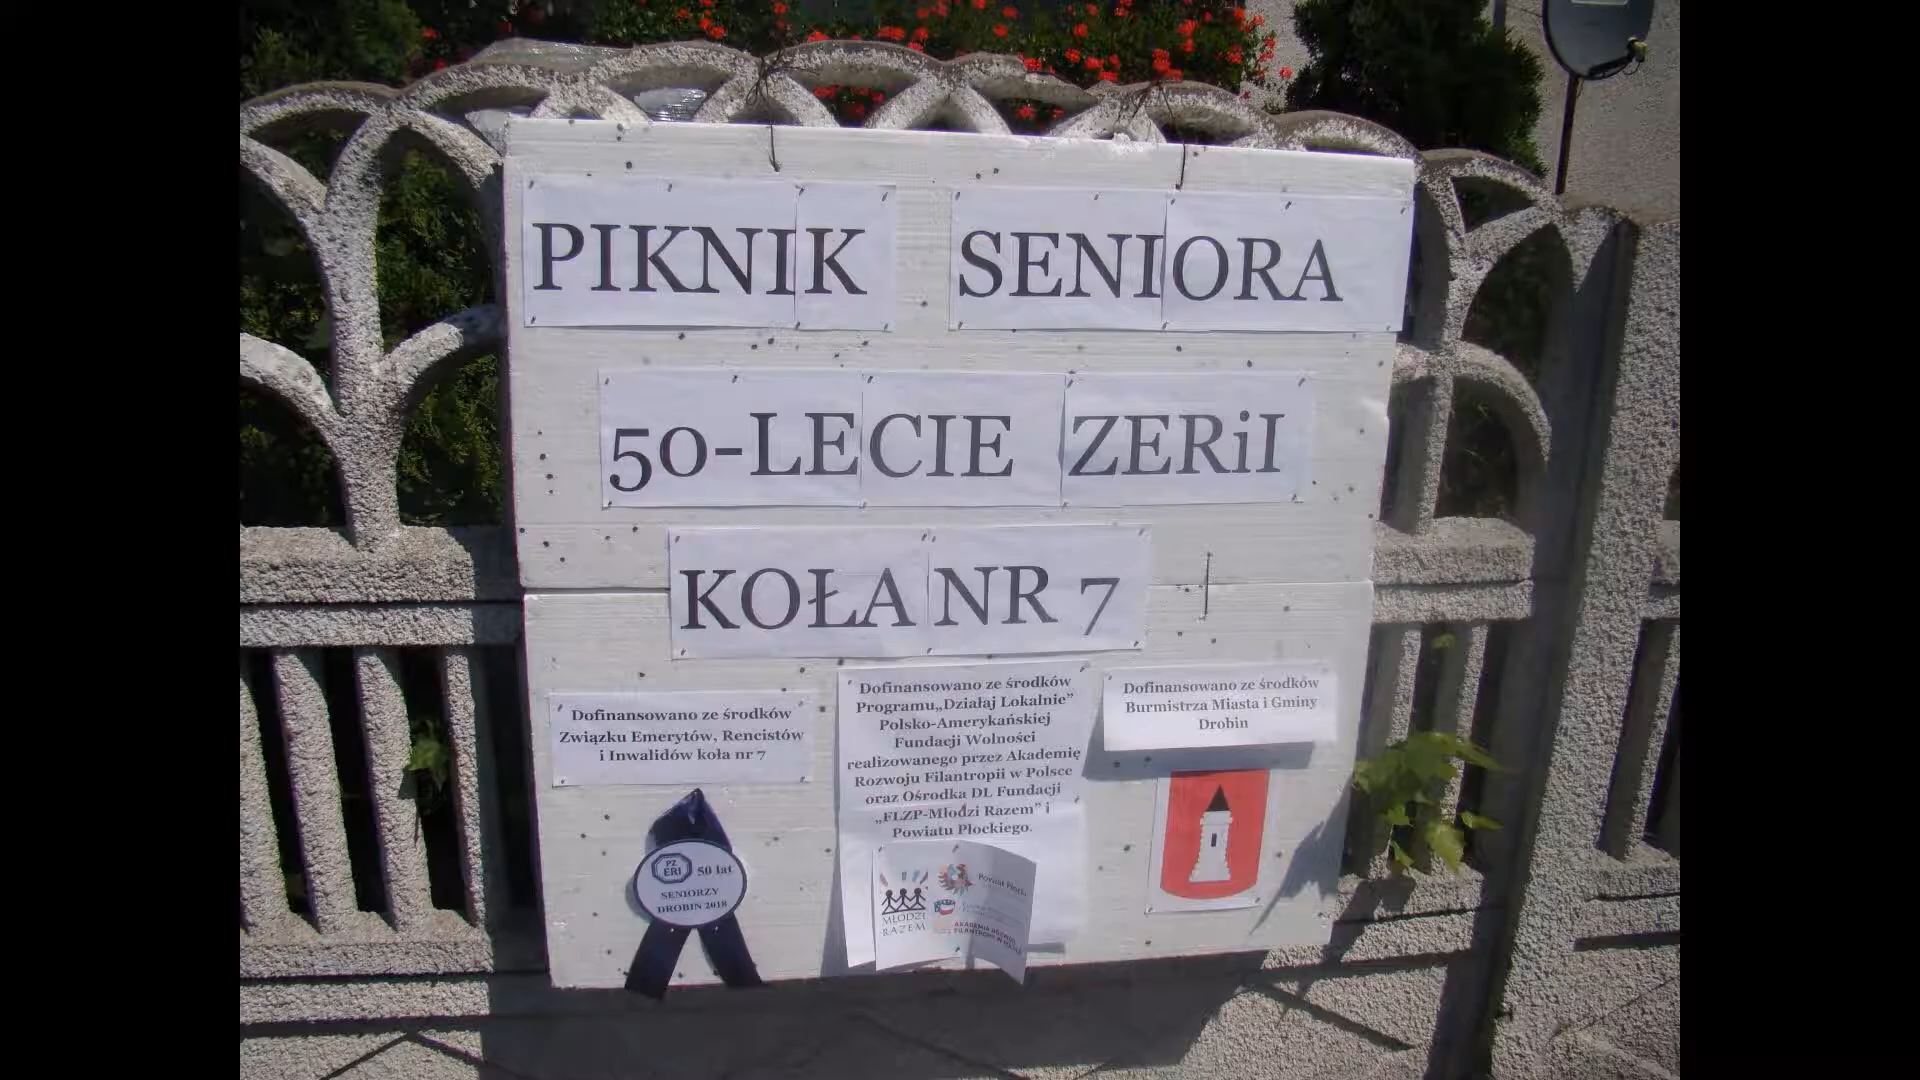 PIKNIK SENIORA
50-LECIE ZERiI
KOŁA NR 7
Dofinansowano ze środków
Związku Emerytów, Rencistów
i Inwalidów koła nr 7
PZ
ERI
50 lat
SENIORZY
DROBIN 2018
Dofinansowano ze środków
Programu„Działaj Lokalnie”
Polsko-Amerykańskiej
Fundacji Wolności
realizowanego przez Akademię
Rozwoju Filantropii w Polsce
oraz Ośrodka DL Fundacji
„FLZP-Młodzi Razem” i
Powiatu Płockiego.
MŁODZI
RAZEM
Powiat Płocki
AKADEMIA ROZWOJU
FILANTROPII W POLSCE
Dofinansowano ze środków
Burmistrza Miasta i Gminy
Drobin